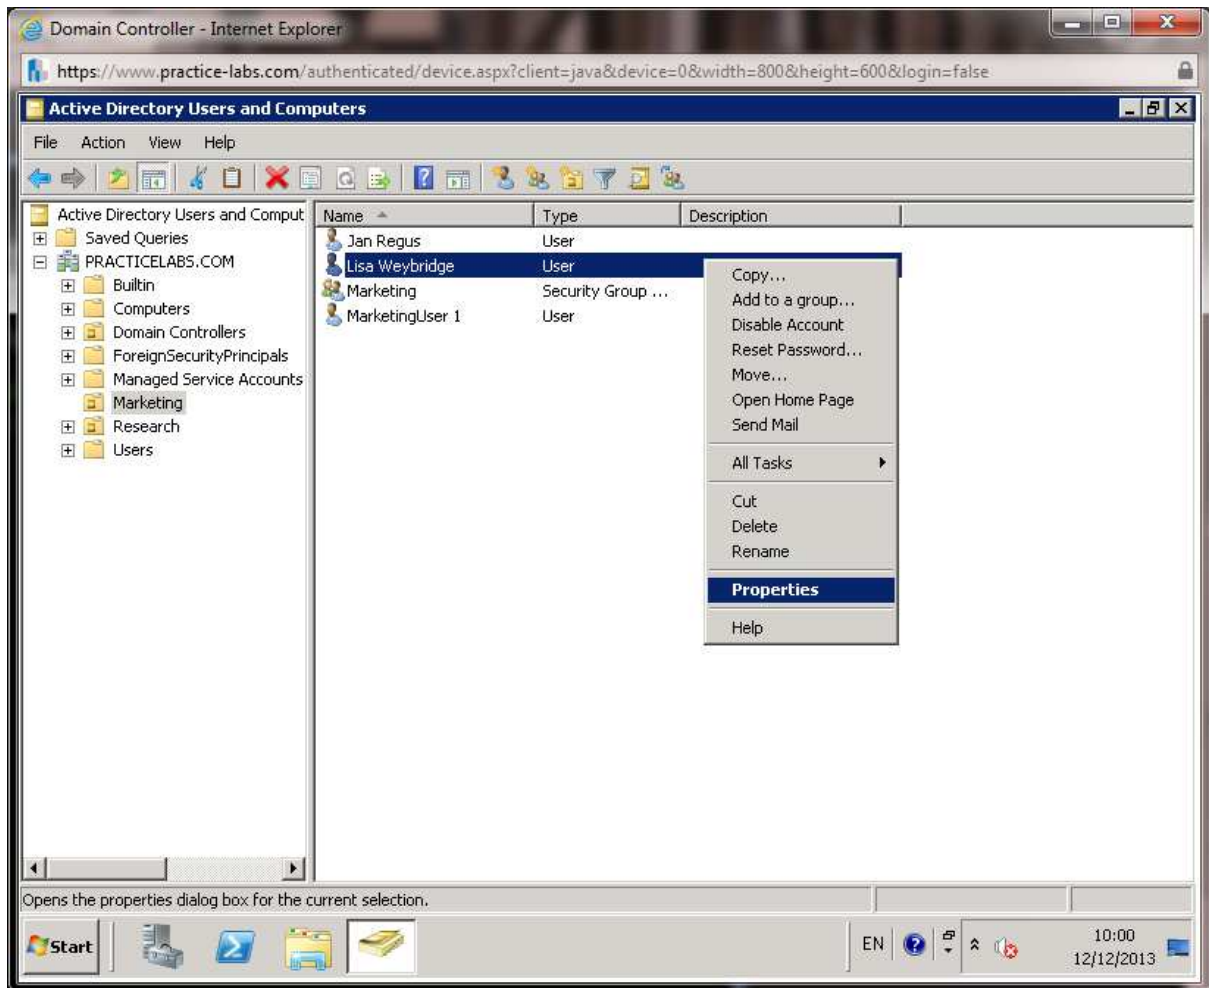 Domain Controller - Internet Explorer
https://www.practice-labs.com/authenticated/device.aspx?client=java&device=0&width=800&height=600&login=false
Active Directory Users and Computers
File Action View Help
Active Directory Users and Comput
Saved Queries
PRACTICELABS.COM
Builtin
Computers
Domain Controllers
ForeignSecurityPrincipals
Managed Service Accounts
Marketing
Research
Users
Name Type Description
Jan Regus User
Lisa Weybridge User
Marketing Security Group ...
MarketingUser 1 User
Copy...
Add to a group...
Disable Account
Reset Password...
Move...
Open Home Page
Send Mail
All Tasks
Cut
Delete
Rename
Properties
Help
Opens the properties dialog box for the current selection.
Start EN 10:00
12/12/2013